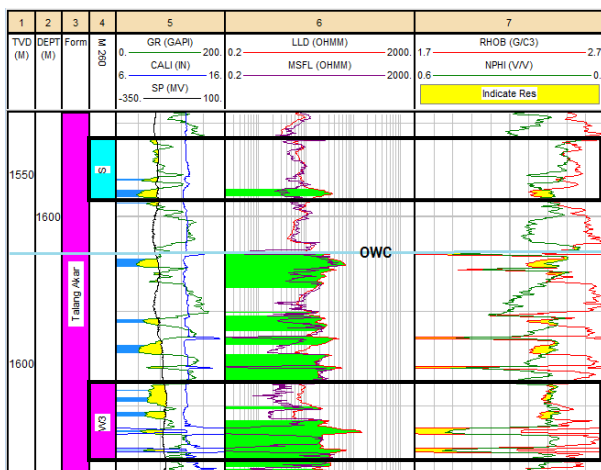 1 2 3 4 5 6 7
TVD (M) DEPT (M) Form M 260
GR (GAPI)
0. 200.
CALI (IN)
6. 16.
SP (MV)
-350. 100.
LLD (OHMM)
0.2 2000.
MSFL (OHMM)
0.2 2000.
RHOB (G/C3)
1.7 2.7
NPHI (V/V)
0.6 0.
Indicate Res
1550
S
1600
OWC
Talang Akar
1600
W3